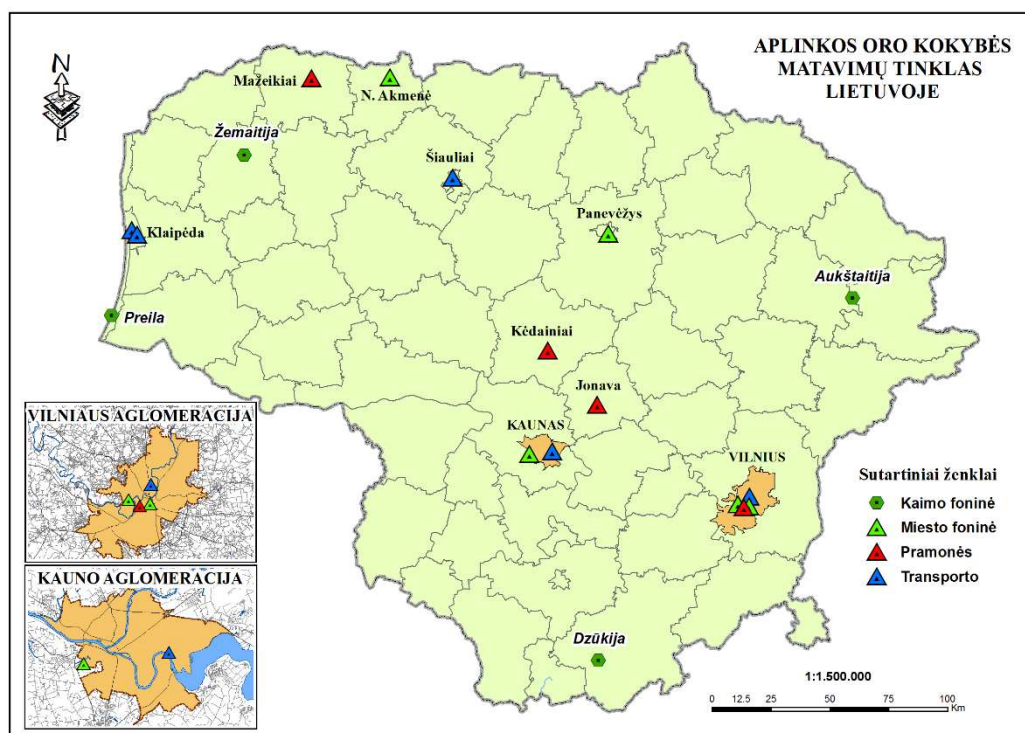 APLINKOS ORO KOKYBĖS
MATAVIMŲ TINKLAS
LIETUVOJE
N
Mažeikiai
N. Akmenė
Žemaitija
Šiauliai
Klaipėda
Panevėžys
Aukštaitija
Preila
Kėdainiai
Jonava
KAUNAS
VILNIUS
Dzūkija
VILNIAUS AGLOMERACIJA
KAUNO AGLOMERACIJA
Sutartiniai ženklai
Kaimo foninė
Miesto foninė
Pramonės
Transporto
1:1.500.000
0 12.5 25 50 75 100
Km